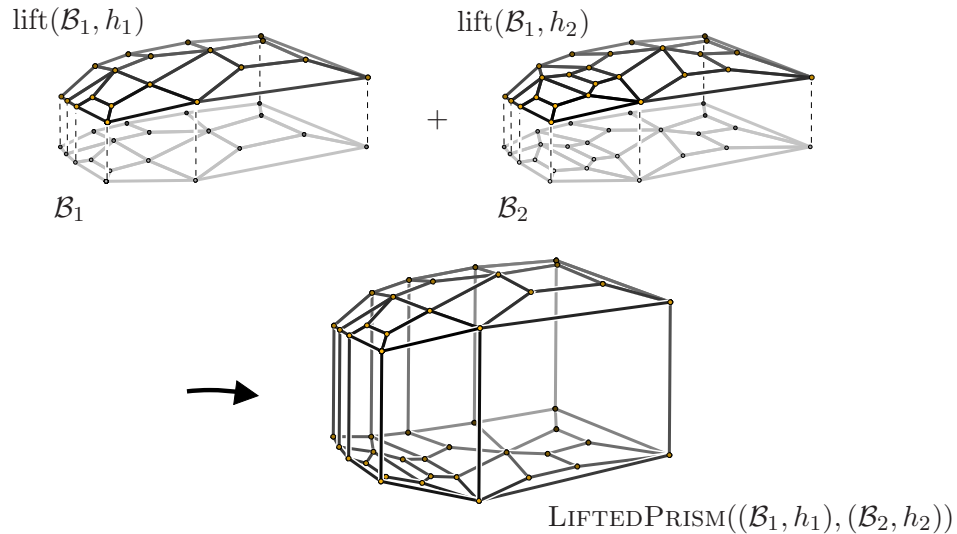 lift(ℬ₁, h₁)
lift(ℬ₁, h₂)
+
ℬ₁
ℬ₂
LIFTEDPRISM((ℬ₁, h₁), (ℬ₂, h₂))